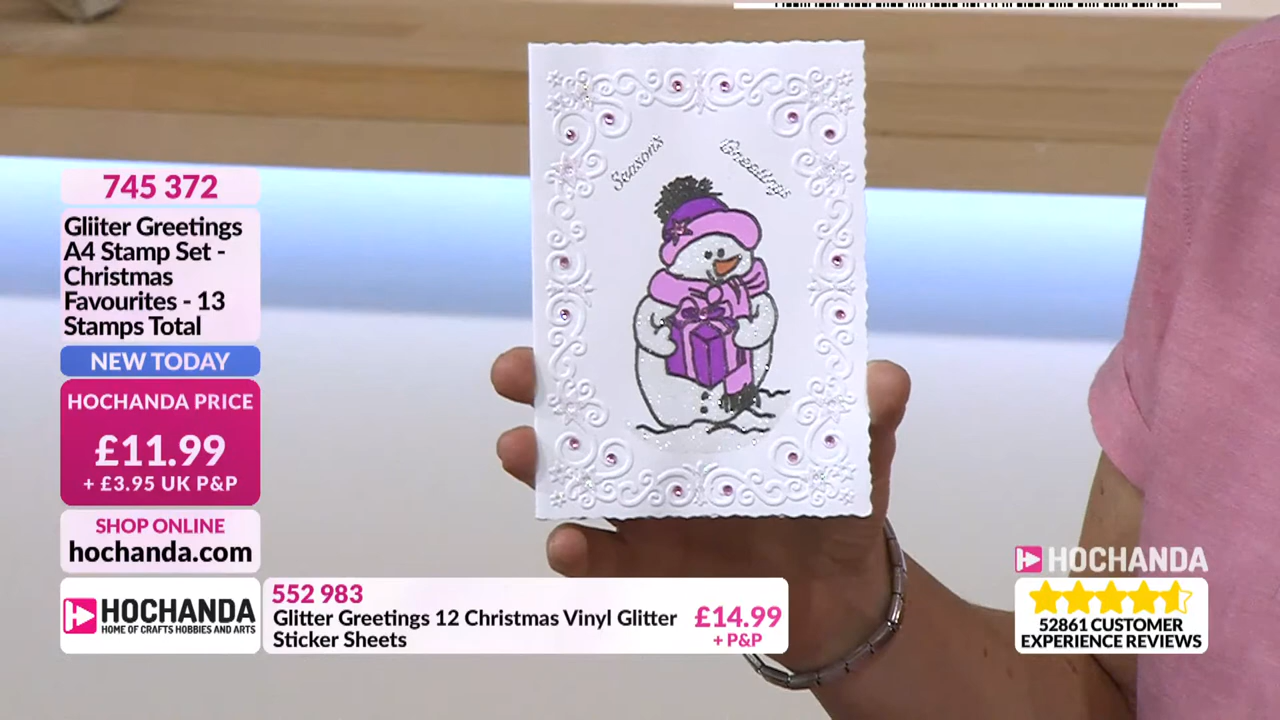 745 372
Gliiter Greetings
A4 Stamp Set -
Christmas
Favourites - 13
Stamps Total
NEW TODAY
HOCHANDA PRICE
£11.99
+ £3.95 UK P&P
SHOP ONLINE
hochanda.com
Season's
Greetings
HOCHANDA
HOME OF CRAFTS HOBBIES AND ARTS
552 983
Glitter Greetings 12 Christmas Vinyl Glitter
Sticker Sheets
£14.99
+ P&P
HOCHANDA
52861 CUSTOMER
EXPERIENCE REVIEWS